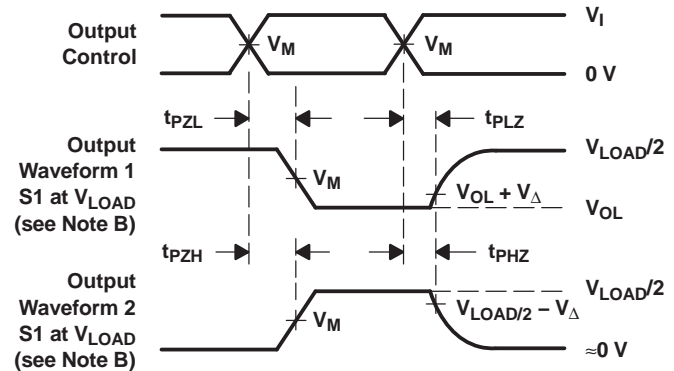 Output
Control
V_M
V_M
V_I
0 V
t_PZL
t_PLZ
Output
Waveform 1
S1 at V_LOAD
(see Note B)
V_M
V_OL + V_Δ
V_LOAD/2
V_OL
t_PZH
t_PHZ
Output
Waveform 2
S1 at V_LOAD
(see Note B)
V_M
V_LOAD/2 – V_Δ
V_LOAD/2
≈0 V